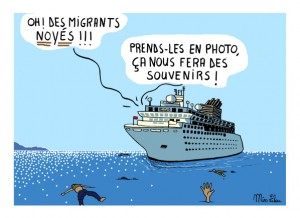 OH! DES MIGRANTS
NOYÉS !!!
PRENDS-LES EN PHOTO,
ÇA NOUS FERA DES
SOUVENIRS !